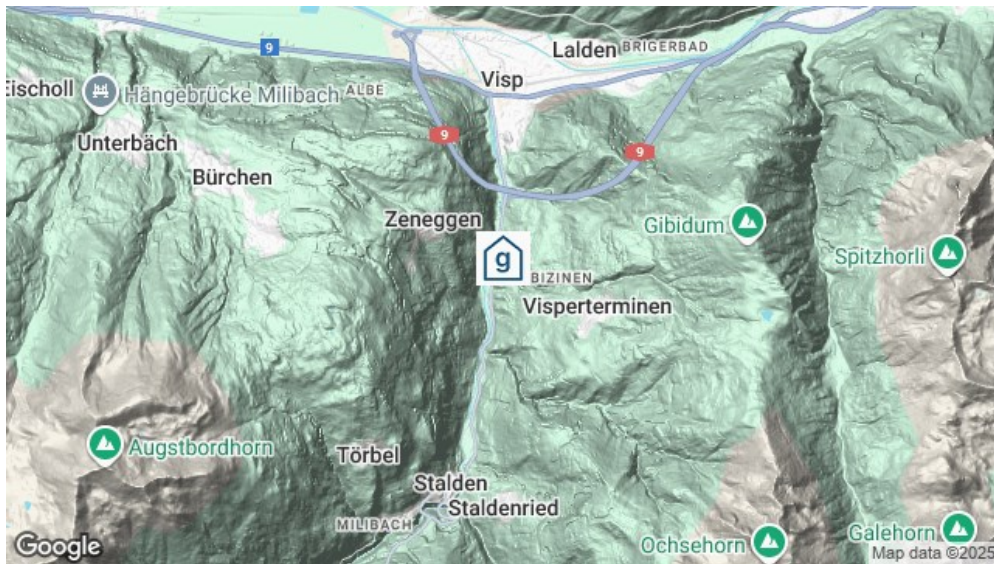 Lalden
BRIGERBAD
9
Visp
Eischoll
Hängebrücke Milibach
ALBE
9
Unterbäch
9
Bürchen
Zeneggen
Gibidum
Spitzhorli
g
BIZINEN
Visperterminen
Augstbordhorn
Törbel
Stalden
Staldenried
MILIBACH
Ochsehorn
Galehorn
Google
Map data ©2025